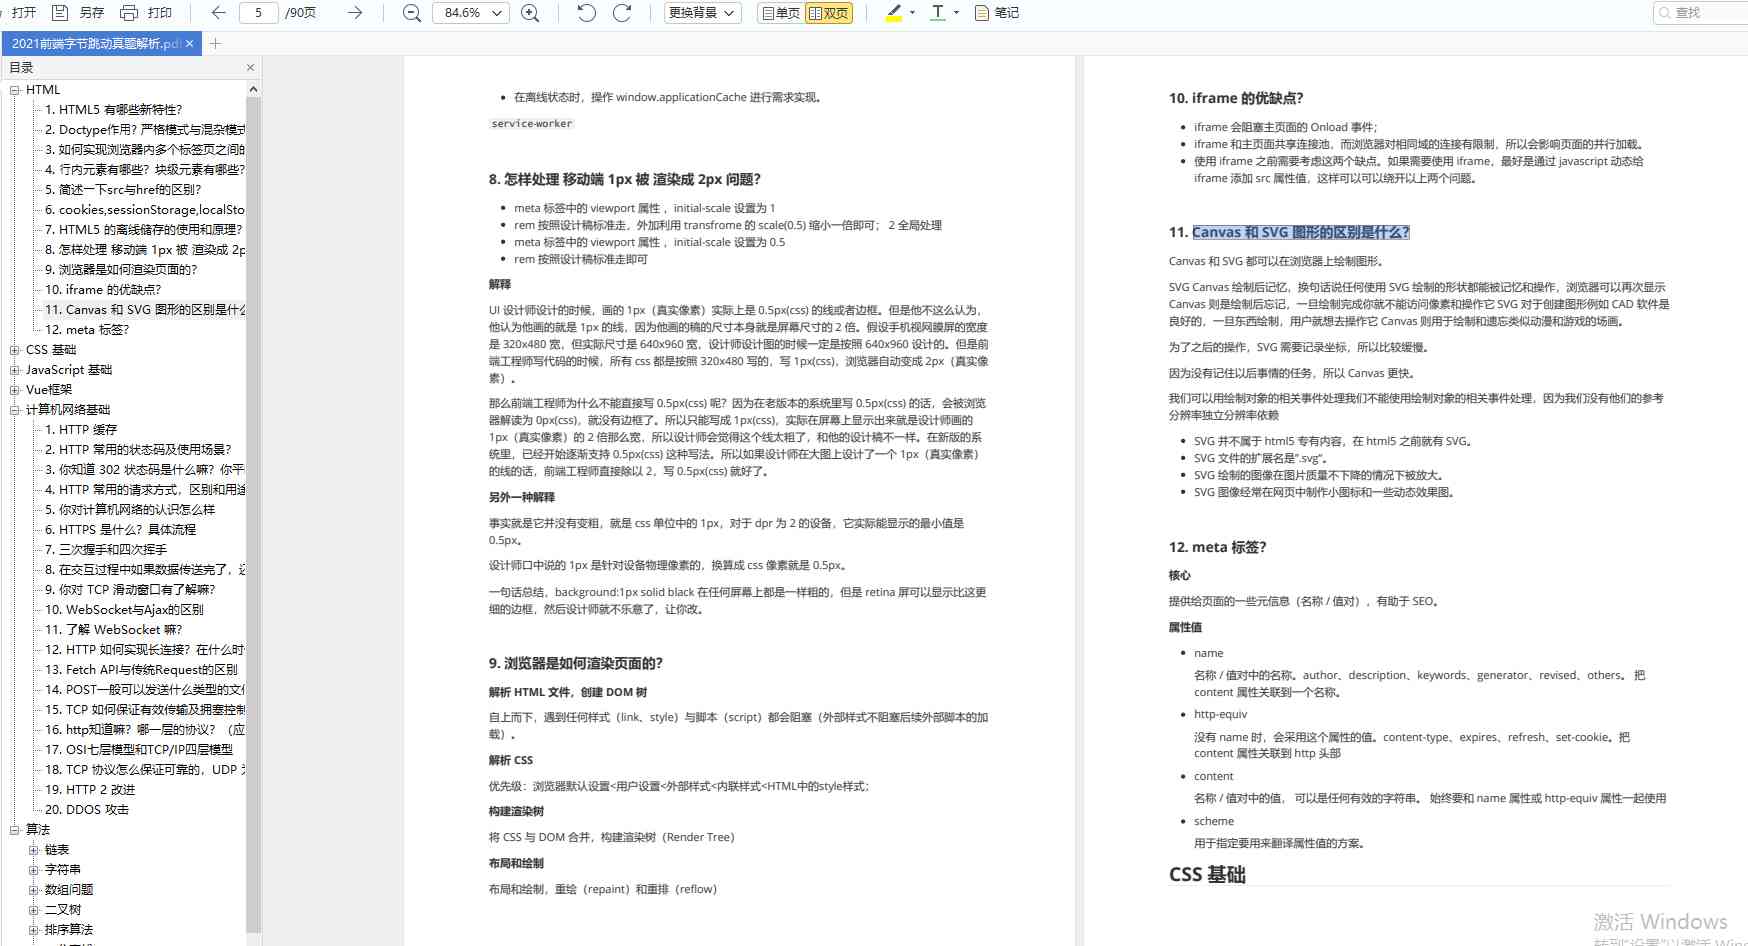 打开 另存 打印 5 /90页 84.6% 更换背景 单页 双页 笔记 查找
2021前端字节跳动真题解析.pd
目录
HTML
1. HTML5 有哪些新特性?
2. Doctype作用? 严格模式与混杂模式
3. 如何实现浏览器内多个标签页之间的
4. 行内元素有哪些? 块级元素有哪些?
5. 简述一下src与href的区别?
6. cookies,sessionStorage,localSto
7. HTML5 的离线储存的使用和原理?
8. 怎样处理 移动端 1px 被 渲染成 2p
9. 浏览器是如何渲染页面的?
10. iframe 的优缺点?
11. Canvas 和 SVG 图形的区别是什么
12. meta 标签?
CSS 基础
JavaScript 基础
Vue框架
计算机网络基础
1. HTTP 缓存
2. HTTP 常用的状态码及使用场景?
3. 你知道 302 状态码是什么嘛? 你平
4. HTTP 常用的请求方式，区别和用途
5. 你对计算机网络的认识怎么样
6. HTTPS 是什么? 具体流程
7. 三次握手和四次挥手
8. 在交互过程中如果数据传送完了，还
9. 你对 TCP 滑动窗口有了解嘛?
10. WebSocket与Ajax的区别
11. 了解 WebSocket 嘛?
12. HTTP 如何实现长连接? 在什么时
13. Fetch API与传统Request的区别
14. POST一般可以发送什么类型的文件
15. TCP 如何保证有效传输及拥塞控制
16. http知道嘛? 哪一层的协议? （应
17. OSI七层模型和TCP/IP四层模型
18. TCP 协议怎么保证可靠的，UDP 为
19. HTTP 2 改进
20. DDOS 攻击
算法
链表
字符串
数组问题
二叉树
排序算法
在离线状态时，操作 window.applicationCache 进行需求实现。
service-worker
8. 怎样处理 移动端 1px 被 渲染成 2px 问题?
meta 标签中的 viewport 属性 ，initial-scale 设置为 1
rem 按照设计稿标准走，外加利用 transfrome 的 scale(0.5) 缩小一倍即可； 2 全局处理
meta 标签中的 viewport 属性 ，initial-scale 设置为 0.5
rem 按照设计稿标准走即可
解释
UI 设计师设计的时候，画的 1px（真实像素）实际上是 0.5px(css) 的线或者边框。但是他不这么认为，
他认为他画的就是 1px 的线，因为他画的稿的尺寸本身就是屏幕尺寸的 2 倍。假设手机视网膜屏的宽度
是 320x480 宽，但实际尺寸是 640x960 宽，设计师设计图的时候一定是按照 640x960 设计的。但是前
端工程师写代码的时候，所有 css 都是按照 320x480 写的，写 1px(css)，浏览器自动变成 2px（真实像
素）。
那么前端工程师为什么不能直接写 0.5px(css) 呢？因为在老版本的系统里写 0.5px(css) 的话，会被浏览
器解读为 0px(css)，就没有边框了。所以只能写成 1px(css)，实际在屏幕上显示出来就是设计师画的
1px（真实像素）的 2 倍那么宽，所以设计师会觉得这个线太粗了，和他的设计稿不一样。在新版的系
统里，已经开始逐渐支持 0.5px(css) 这种写法。所以如果设计师在大图上设计了一个 1px（真实像素）
的线的话，前端工程师直接除以 2，写 0.5px(css) 就好了。
另外一种解释
事实就是它并没有变粗，就是 css 单位中的 1px，对于 dpr 为 2 的设备，它实际能显示的最小值是
0.5px。
设计师口中说的 1px 是针对设备物理像素的，换算成 css 像素就是 0.5px。
一句话总结，background:1px solid black 在任何屏幕上都是一样粗的，但是 retina 屏可以显示比这更
细的边框，然后设计师就不乐意了，让你改。
9. 浏览器是如何渲染页面的?
解析 HTML 文件，创建 DOM 树
自上而下，遇到任何样式（link、style）与脚本（script）都会阻塞（外部样式不阻塞后续外部脚本的加
载）。
解析 CSS
优先级：浏览器默认设置<用户设置<外部样式<内联样式<HTML中的style样式；
构建渲染树
将 CSS 与 DOM 合并，构建渲染树（Render Tree）
布局和绘制
布局和绘制，重绘（repaint）和重排（reflow）
10. iframe 的优缺点?
iframe 会阻塞主页面的 Onload 事件；
iframe 和主页面共享连接池，而浏览器对相同域的连接有限制，所以会影响页面的并行加载。
使用 iframe 之前需要考虑这两个缺点。如果需要使用 iframe，最好是通过 javascript 动态给
iframe 添加 src 属性值，这样可以可以绕开以上两个问题。
11. Canvas 和 SVG 图形的区别是什么?
Canvas 和 SVG 都可以在浏览器上绘制图形。
SVG Canvas 绘制后记忆，换句话说任何使用 SVG 绘制的形状都能被记忆和操作，浏览器可以再次显示
Canvas 则是绘制后忘记，一旦绘制完成你就不能访问像素和操作它 SVG 对于创建图形例如 CAD 软件是
良好的，一旦东西绘制，用户就想去操作它 Canvas 则用于绘制和遗忘类似动漫和游戏的场画。
为了之后的操作，SVG 需要记录坐标，所以比较缓慢。
因为没有记住以后事情的任务，所以 Canvas 更快。
我们可以用绘制对象的相关事件处理我们不能使用绘制对象的相关事件处理，因为我们没有他们的参考
分辨率独立分辨率依赖
SVG 并不属于 html5 专有内容，在 html5 之前就有 SVG。
SVG 文件的扩展名是”.svg”。
SVG 绘制的图像在图片质量不下降的情况下被放大。
SVG 图像经常在网页中制作小图标和一些动态效果图。
12. meta 标签?
核心
提供给页面的一些元信息（名称 / 值对），有助于 SEO。
属性值
name
名称 / 值对中的名称。author、description、keywords、generator、revised、others。 把
content 属性关联到一个名称。
http-equiv
没有 name 时，会采用这个属性的值。content-type、expires、refresh、set-cookie。把
content 属性关联到 http 头部
content
名称 / 值对中的值， 可以是任何有效的字符串。 始终要和 name 属性或 http-equiv 属性一起使用
scheme
用于指定要用来翻译属性值的方案。
CSS 基础
激活 Windows